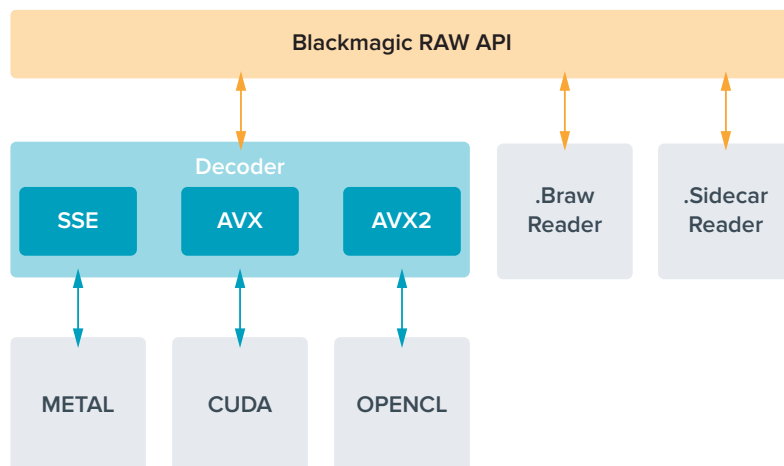 Blackmagic RAW API
Decoder
SSE
AVX
AVX2
.Braw
Reader
.Sidecar
Reader
METAL
CUDA
OPENCL